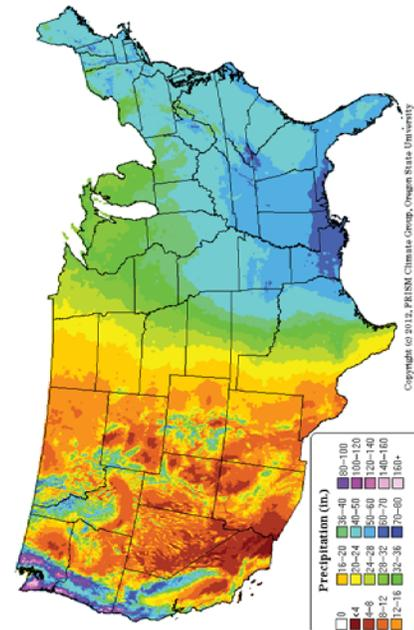 Precipitation (in.)
0 16-20 36-40 80-100
<4 20-24 40-50 100-120
4-8 24-28 50-60 120-140
8-12 28-32 60-70 140-160
12-16 32-36 70-80 160+
Copyright (c) 2012, PRISM Climate Group, Oregon State University